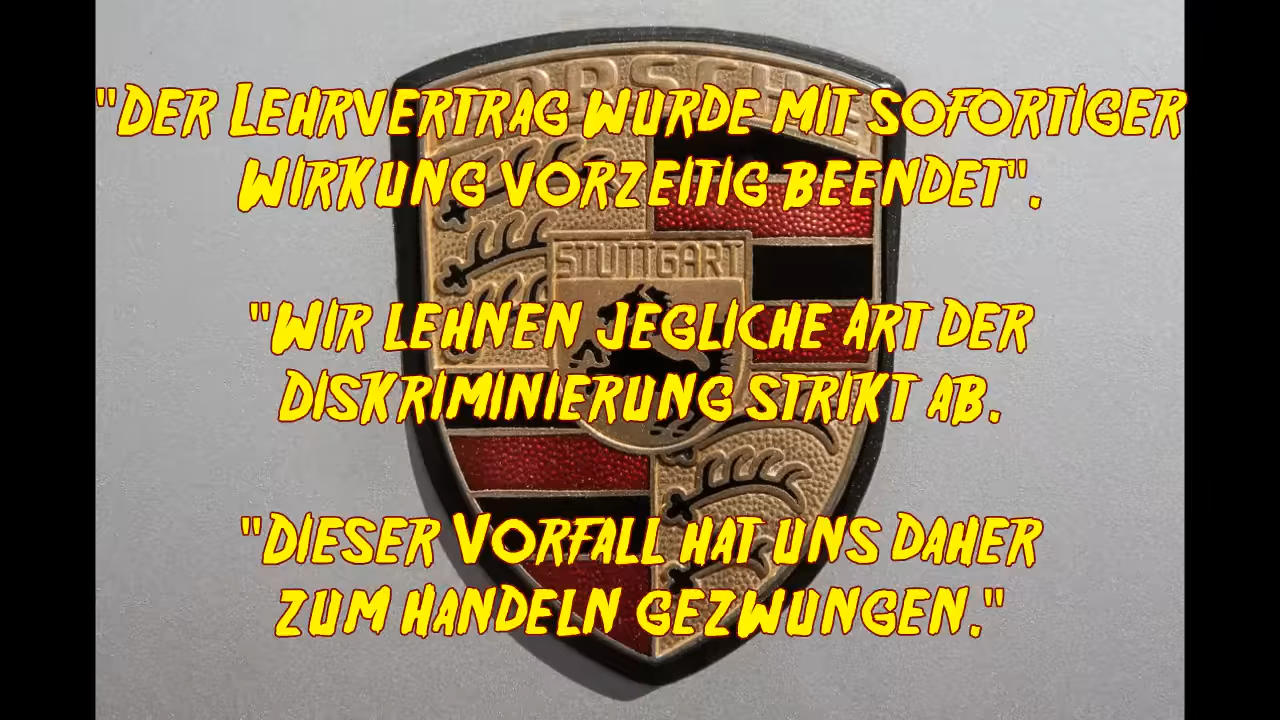 PORSCHE
"Der Lehrvertrag wurde mit sofortiger
Wirkung vorzeitig beendet".
STUTTGART
"Wir lehnen jegliche Art der
Diskriminierung strikt ab.
"Dieser Vorfall hat uns daher
zum Handeln gezwungen."